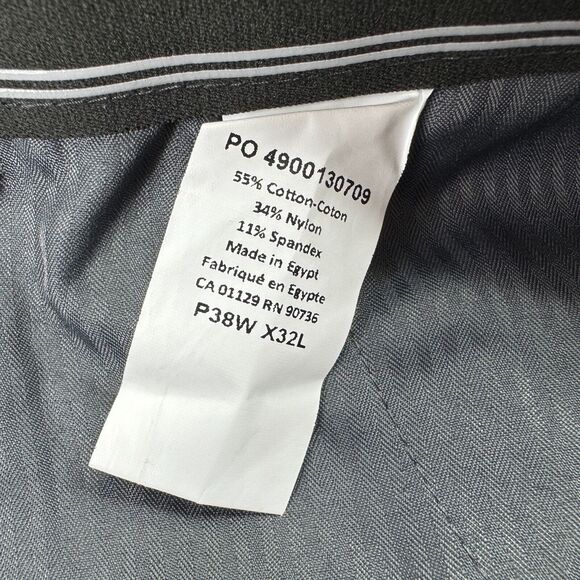 PO 4900130709
55% Cotton-Coton
34% Nylon
11% Spandex
Made in Egypt
Fabriqué en Egypte
CA 01129 RN 90736
P38W X32L